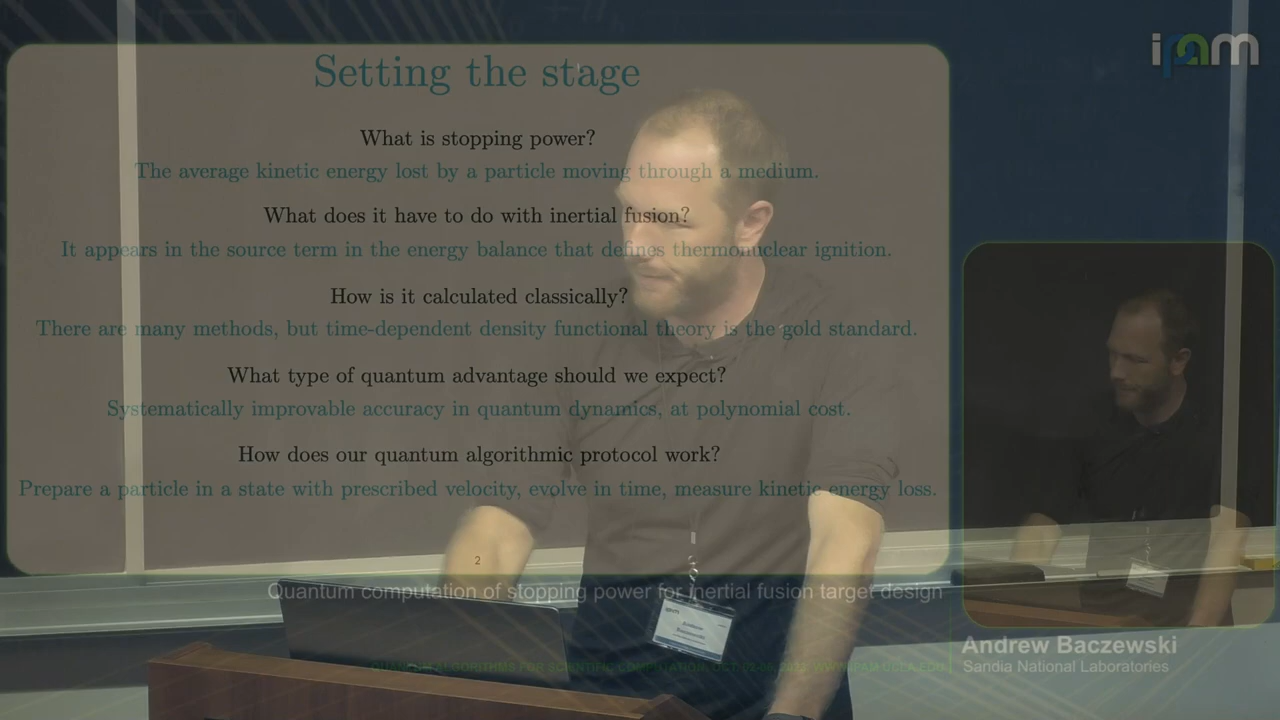 ipam
Setting the stage
What is stopping power?
The average kinetic energy lost by a particle moving through a medium.
What does it have to do with inertial fusion?
It appears in the source term in the energy balance that defines thermonuclear ignition.
How is it calculated classically?
There are many methods, but time-dependent density functional theory is the gold standard.
What type of quantum advantage should we expect?
Systematically improvable accuracy in quantum dynamics, at polynomial cost.
How does our quantum algorithmic protocol work?
Prepare a particle in a state with prescribed velocity, evolve in time, measure kinetic energy loss.
2
Quantum computation of stopping power for inertial fusion target design
Andrew Baczewski
Sandia National Laboratories
ALGORITHMS FOR SCIENTIFIC COMPUTATION